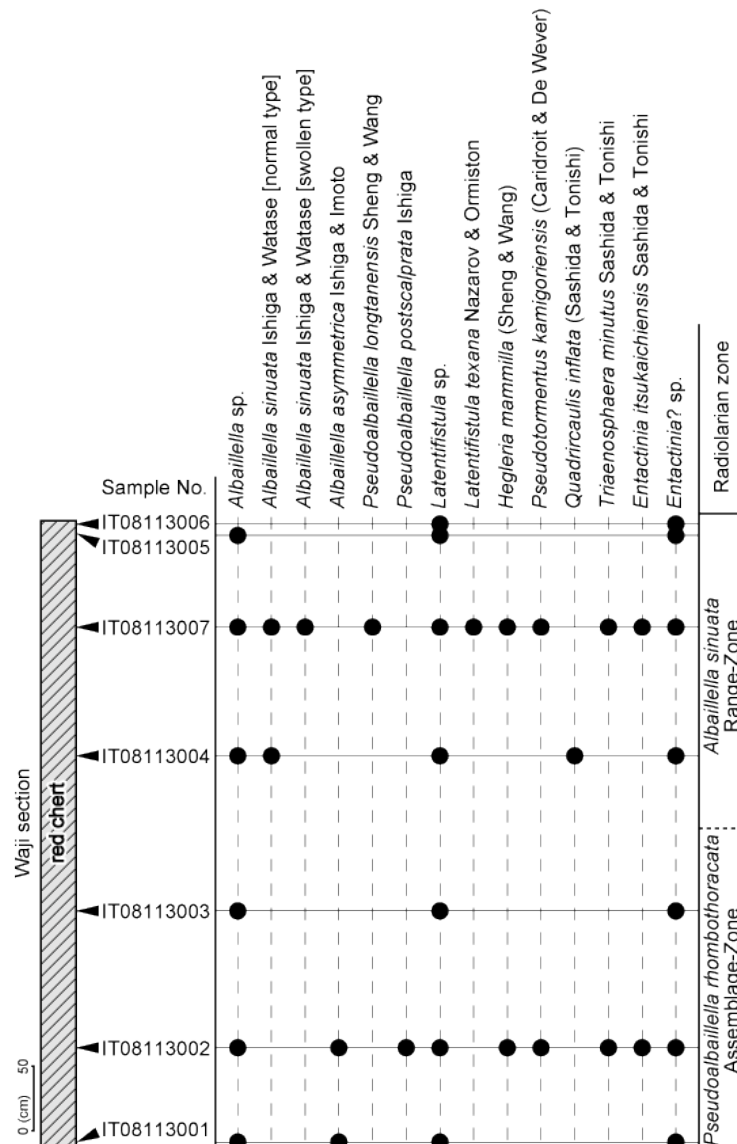 Albaillella sp.
Albaillella sinuata Ishiga & Watase [normal type]
Albaillella sinuata Ishiga & Watase [swollen type]
Albaillella asymmetrica Ishiga & Imoto
Pseudoalbaillella longtanensis Sheng & Wang
Pseudoalbaillella postscalprata Ishiga
Latentifistula sp.
Latentifistula texana Nazarov & Ormiston
Hegleria mammilla (Sheng & Wang)
Pseudotormentus kamigoriensis (Caridroit & De Wever)
Quadrircaulis inflata (Sashida & Tonishi)
Triaenosphaera minutus Sashida & Tonishi
Entactinia itsukaichiensis Sashida & Tonishi
Entactinia? sp.
Radiolarian zone
Sample No.
IT08113006
IT08113005
IT08113007
IT08113004
IT08113003
IT08113002
IT08113001
Waji section
red chert
0 (cm) 50
Albaillella sinuata
Range-Zone
Pseudoalbaillella rhombothoracata
Assemblage-Zone